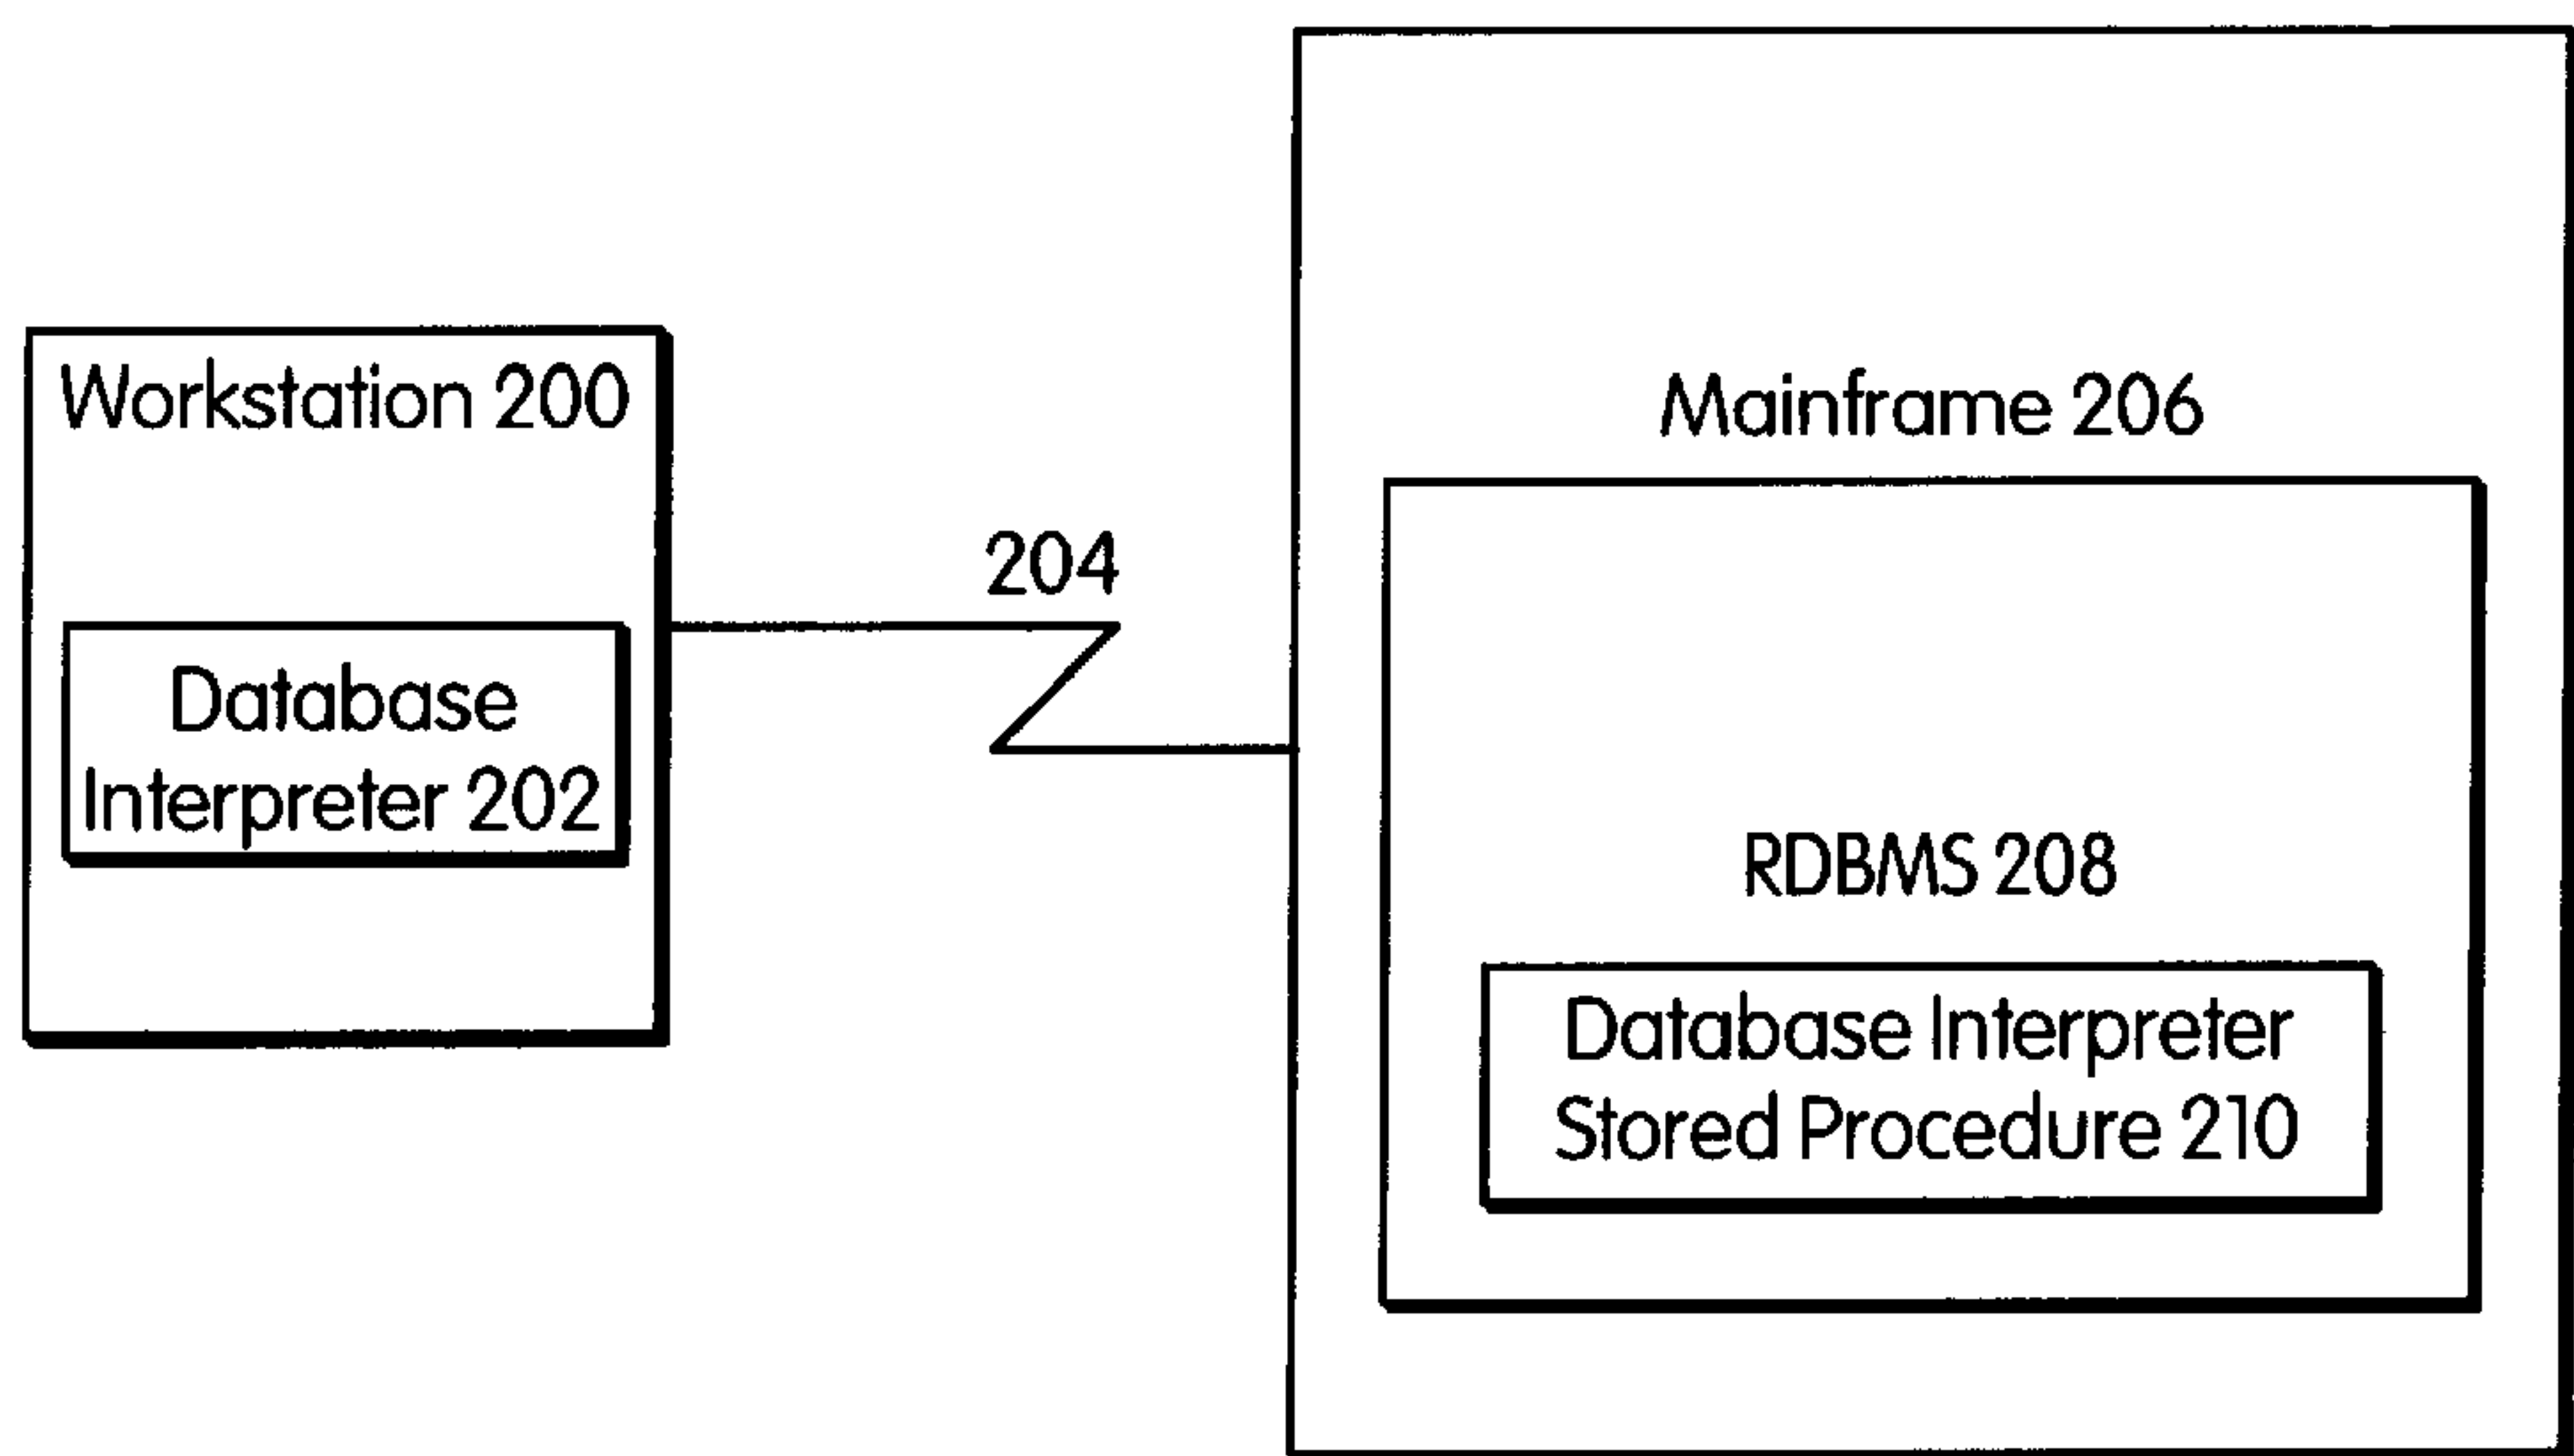 Workstation 200
Database
Interpreter 202
204
Mainframe 206
RDBMS 208
Database Interpreter
Stored Procedure 210